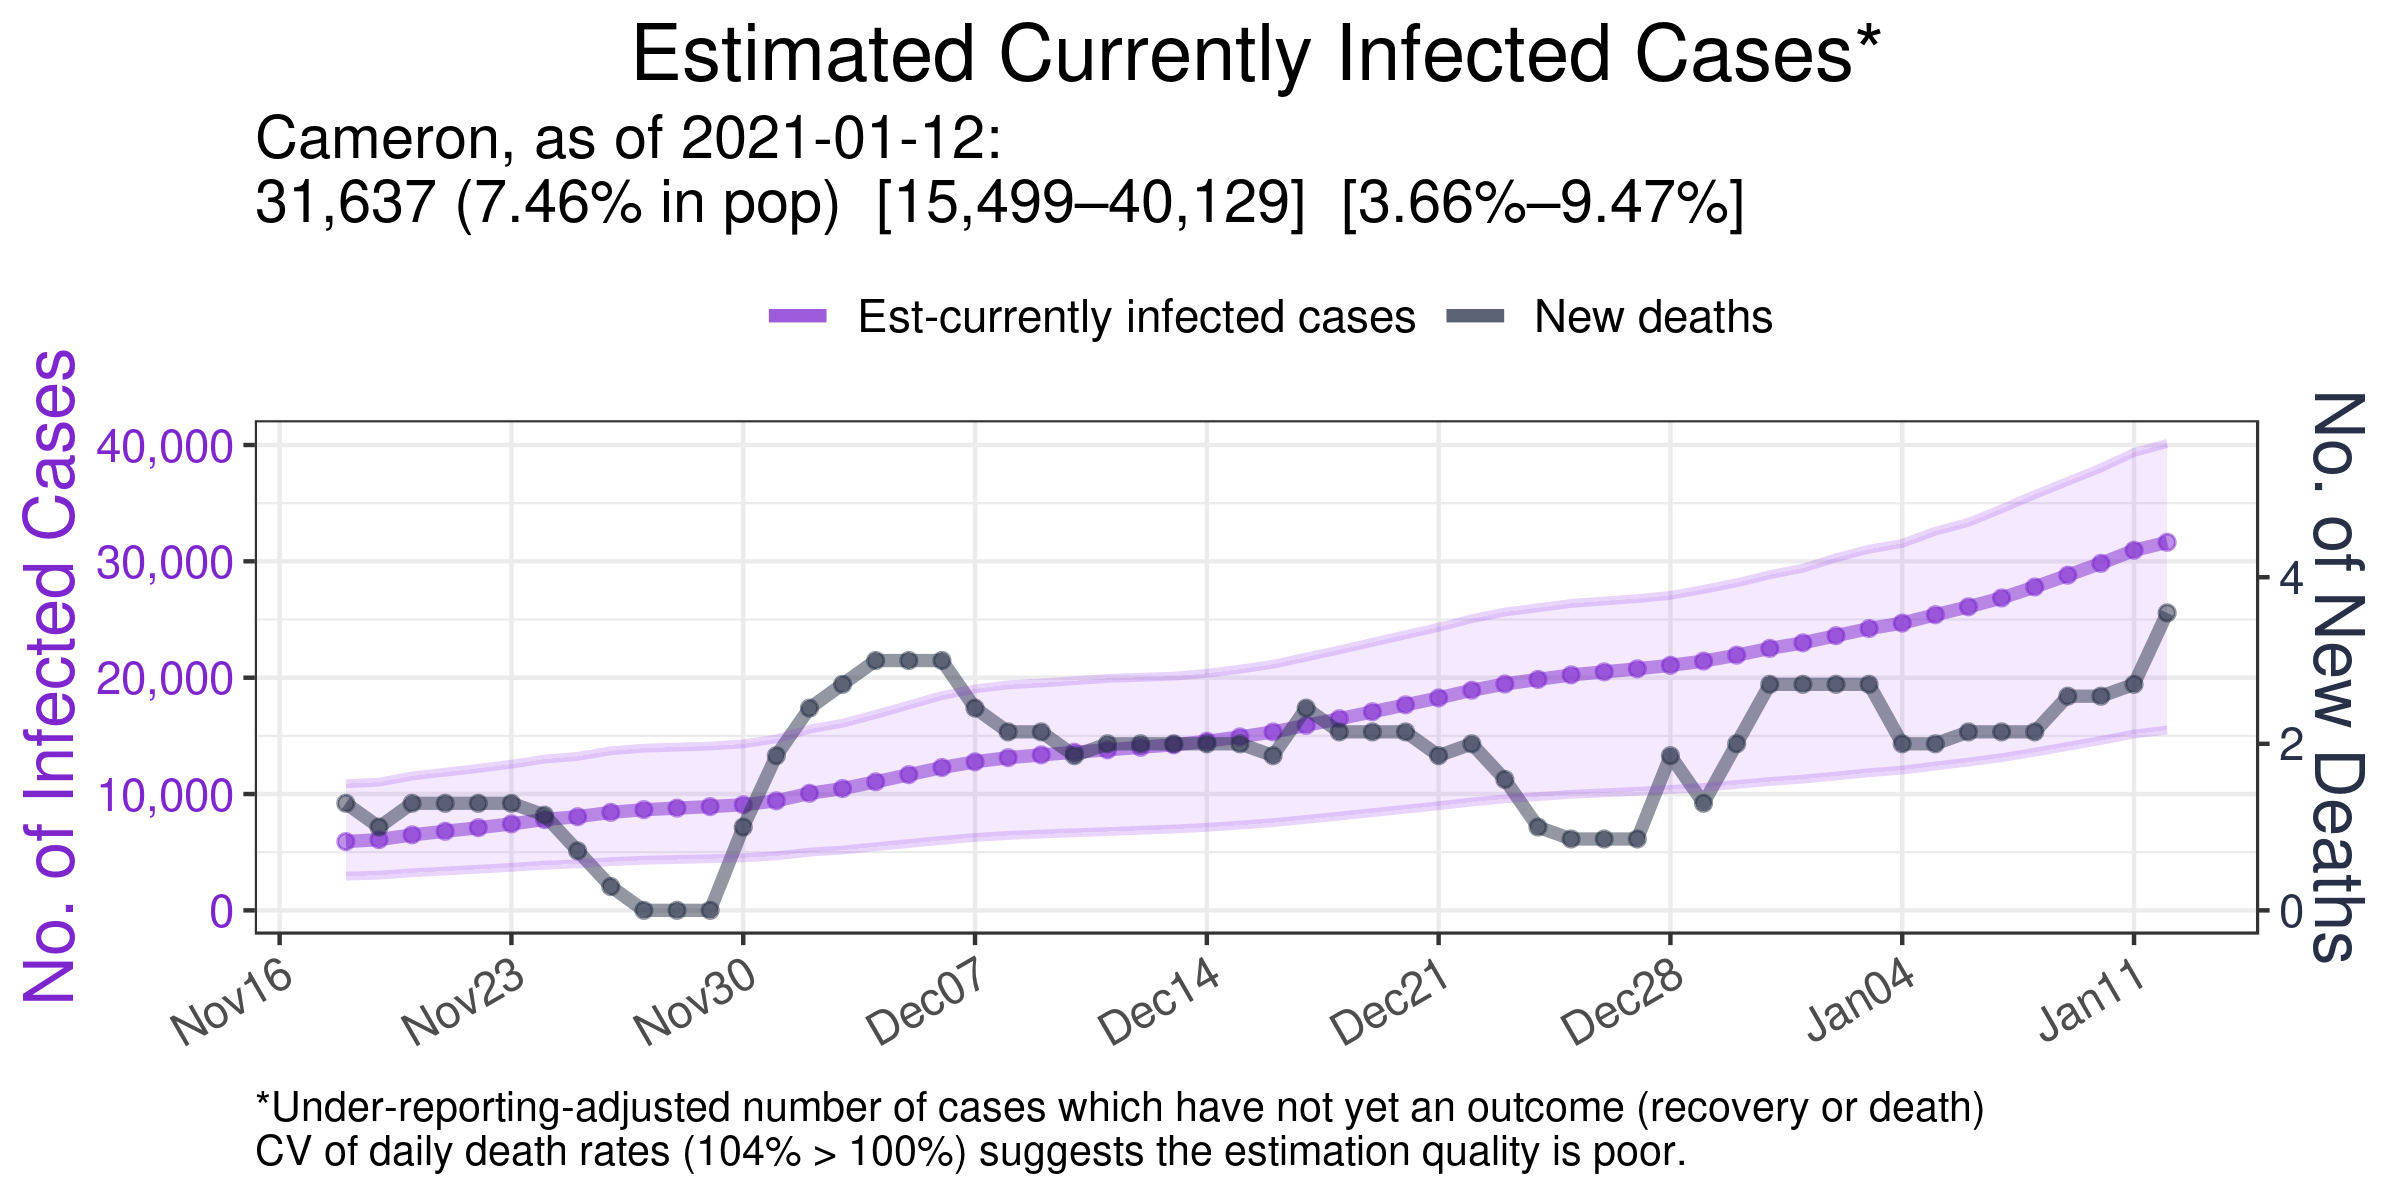 Estimated Currently Infected Cases*
Cameron, as of 2021-01-12:
31,637 (7.46% in pop)  [15,499–40,129]  [3.66%–9.47%]
Est-currently infected cases
New deaths
No. of Infected Cases
40,000
30,000
20,000
10,000
0
No. of New Deaths
4
2
0
Nov16
Nov23
Nov30
Dec07
Dec14
Dec21
Dec28
Jan04
Jan11
*Under-reporting-adjusted number of cases which have not yet an outcome (recovery or death)
CV of daily death rates (104% > 100%) suggests the estimation quality is poor.